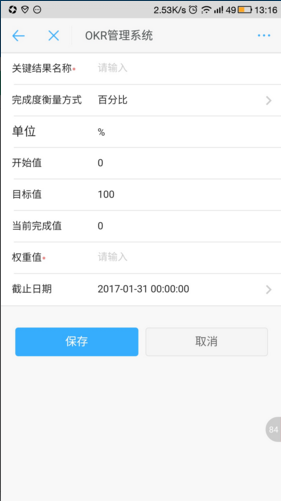 2.53K/s 49 13:16
OKR管理系统
关键结果名称* 请输入
完成度衡量方式 百分比
单位 %
开始值 0
目标值 100
当前完成值 0
权重值* 请输入
截止日期 2017-01-31 00:00:00
保存 取消
84